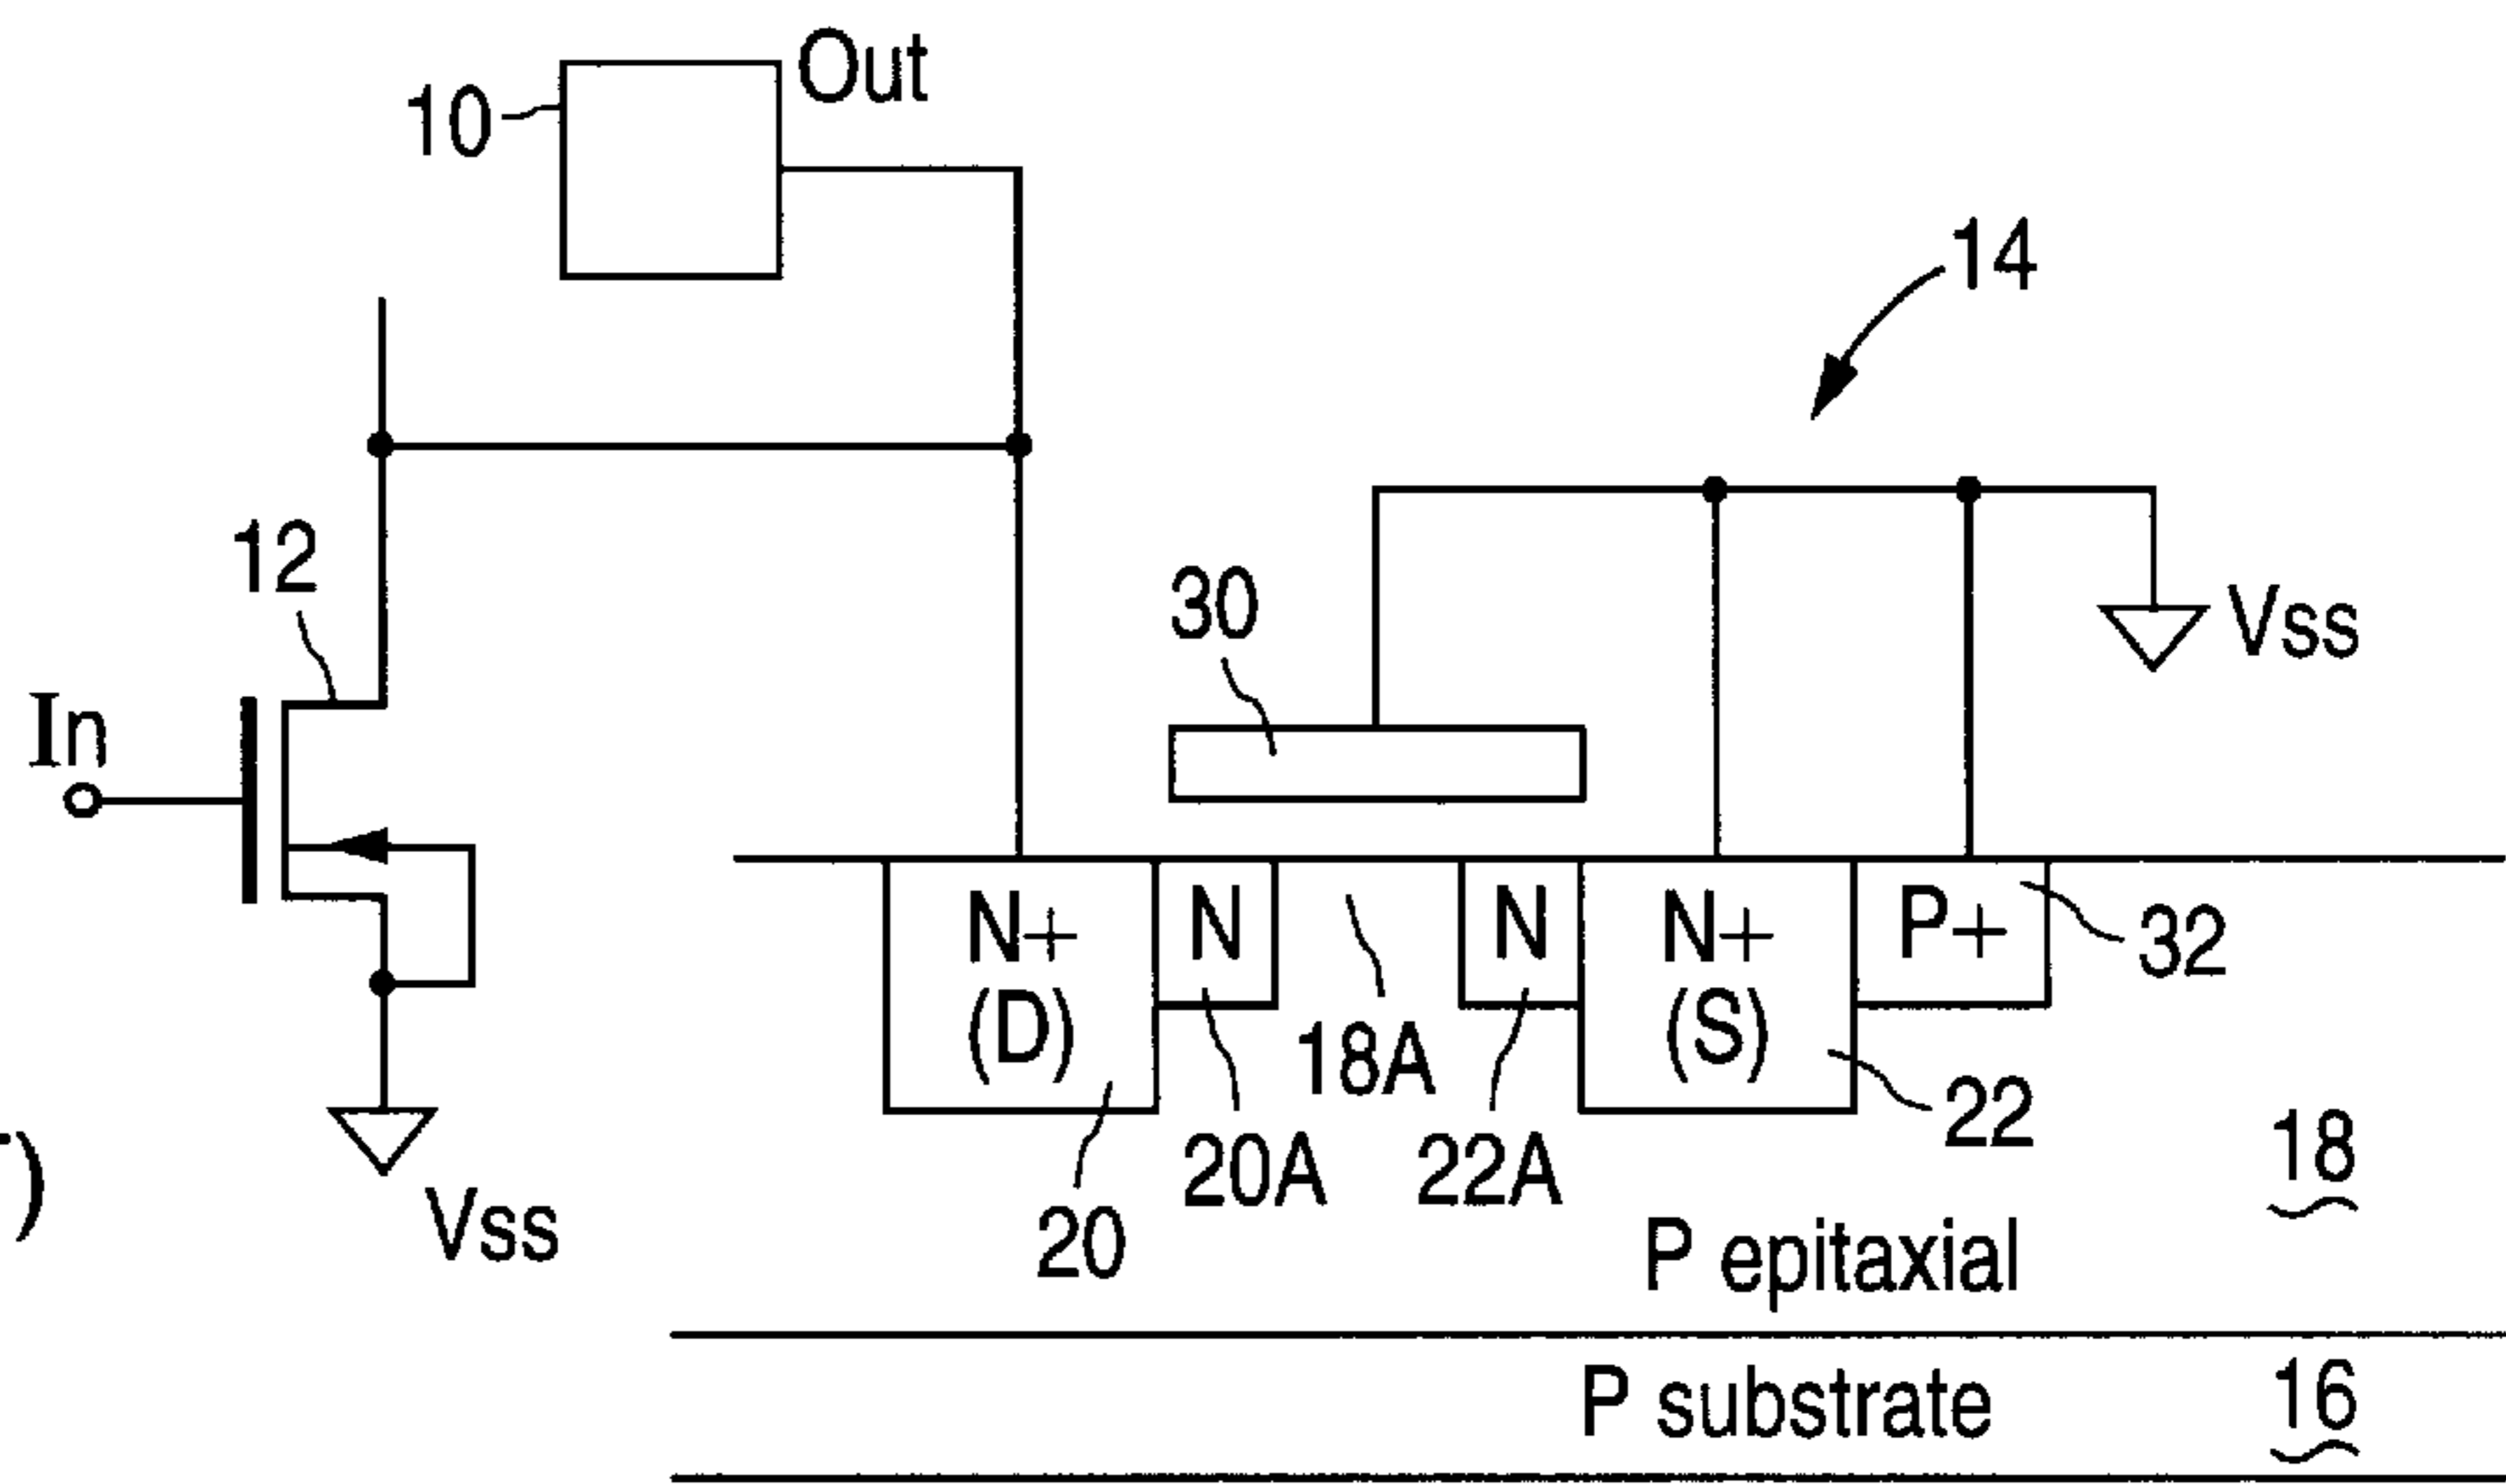 Out
10
14
12
30
Vss
In
N+
(D)
N
N
N+
(S)
P+
32
18A
22
20A
22A
18
20
Vss
)
P epitaxial
P substrate
16